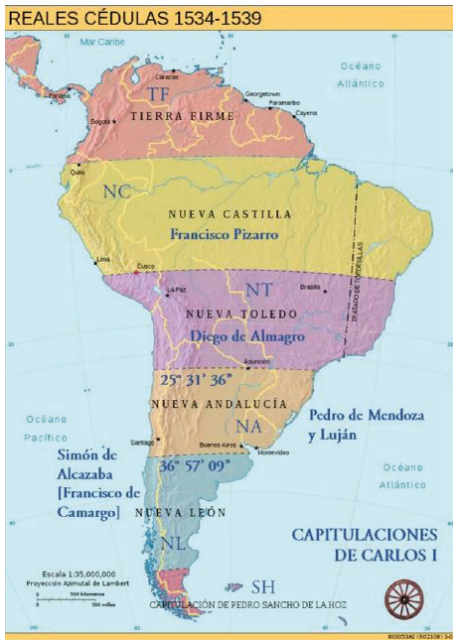 REALES CÉDULAS 1534-1539
Mar Caribe
Océano
Atlántico
Caracas
Panamá
TF
Georgetown
Paramaribo
Cayena
Bogotá
TIERRA FIRME
Quito
NC
NUEVA CASTILLA
Francisco Pizarro
Lima
Cusco
TRATADO DE TORDESILLAS
La Paz
NT
Brasilia
NUEVO TOLEDO
Diego de Almagro
Asunción
25º 31' 36"
NUEVA ANDALUCÍA
NA
Pedro de Mendoza
y Luján
Océano
Pacífico
Santiago
Buenos Aires
Montevideo
36º 57' 09"
Simón de
Alcazaba
[Francisco de
Camargo]
Océano
Atlántico
NUEVA LEÓN
NL
CAPITULACIONES
DE CARLOS I
Escala 1:35,000,000
Proyección Azimutal de Lambert
500 kilómetros
500 millas
SH
CAPITULACIÓN DE PEDRO SANCHO DE LA HOZ